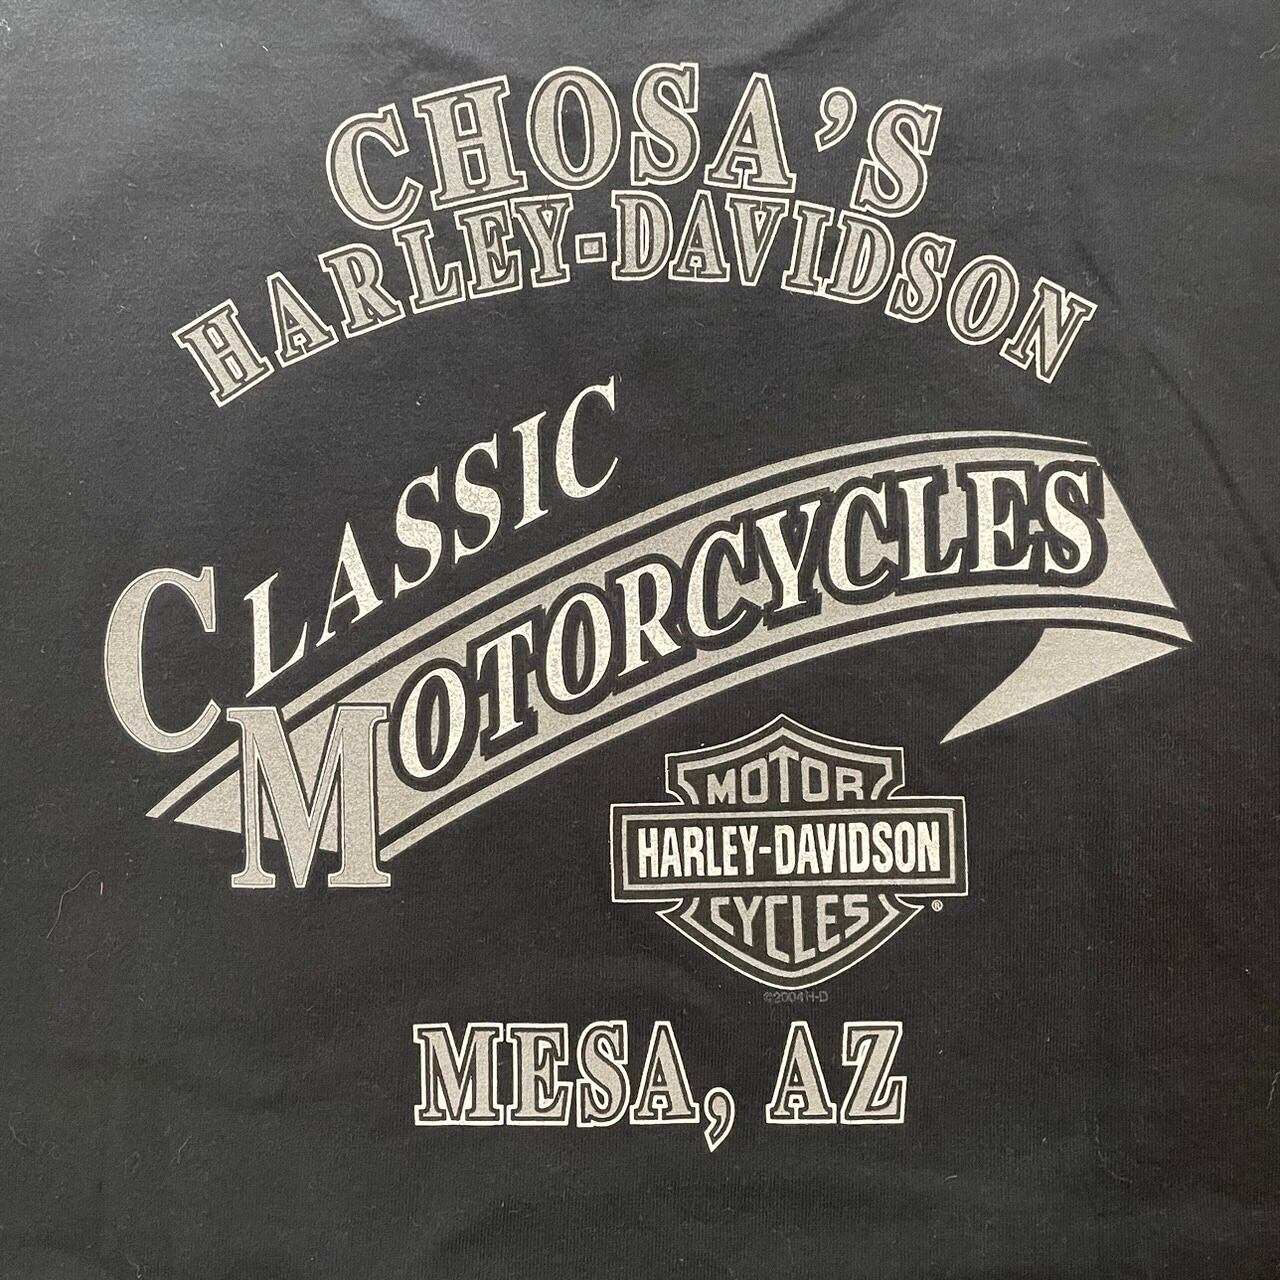 CHOSA'S
HARLEY-DAVIDSON
CLASSIC
MOTORCYCLES
MOTOR
HARLEY-DAVIDSON
CYCLES
®
©2004 H-D
MESA, AZ